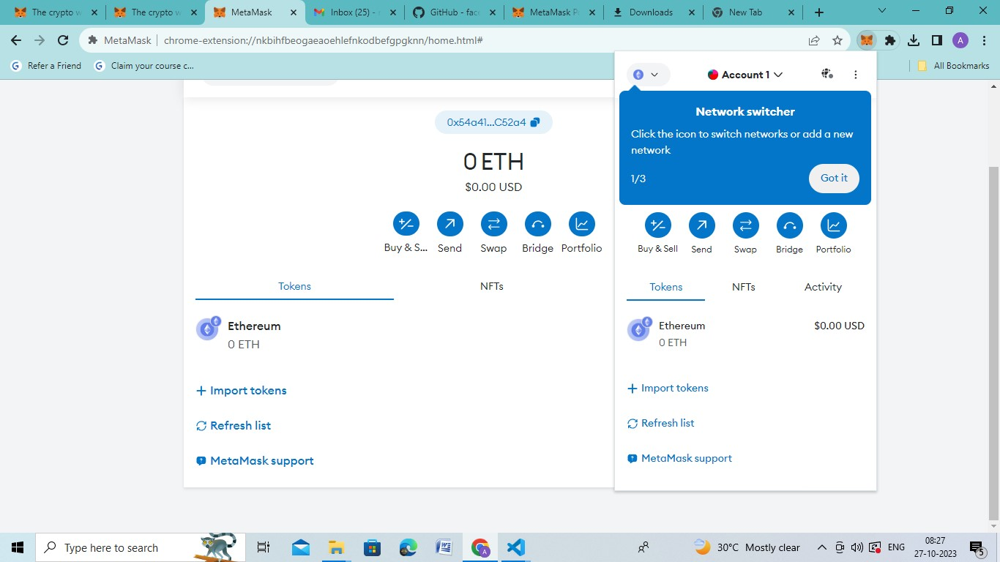 The crypto w
The crypto w
MetaMask
Inbox (25) -
GitHub - fac
MetaMask P
Downloads
New Tab
MetaMask
chrome-extension://nkbihfbeogaeaoehlefnkodbefgpgknn/home.html#
A
Refer a Friend
Claim your course c...
All Bookmarks
0x54a41...C52a4
0 ETH
$0.00 USD
Buy & S...
Send
Swap
Bridge
Portfolio
Tokens
NFTs
Ethereum
0 ETH
+ Import tokens
Refresh list
MetaMask support
Account 1
Network switcher
Click the icon to switch networks or add a new
network
1/3
Got it
Buy & Sell
Send
Swap
Bridge
Portfolio
Tokens
NFTs
Activity
Ethereum
$0.00 USD
0 ETH
+ Import tokens
Refresh list
MetaMask support
Type here to search
30°C Mostly clear
ENG
08:27
27-10-2023
5